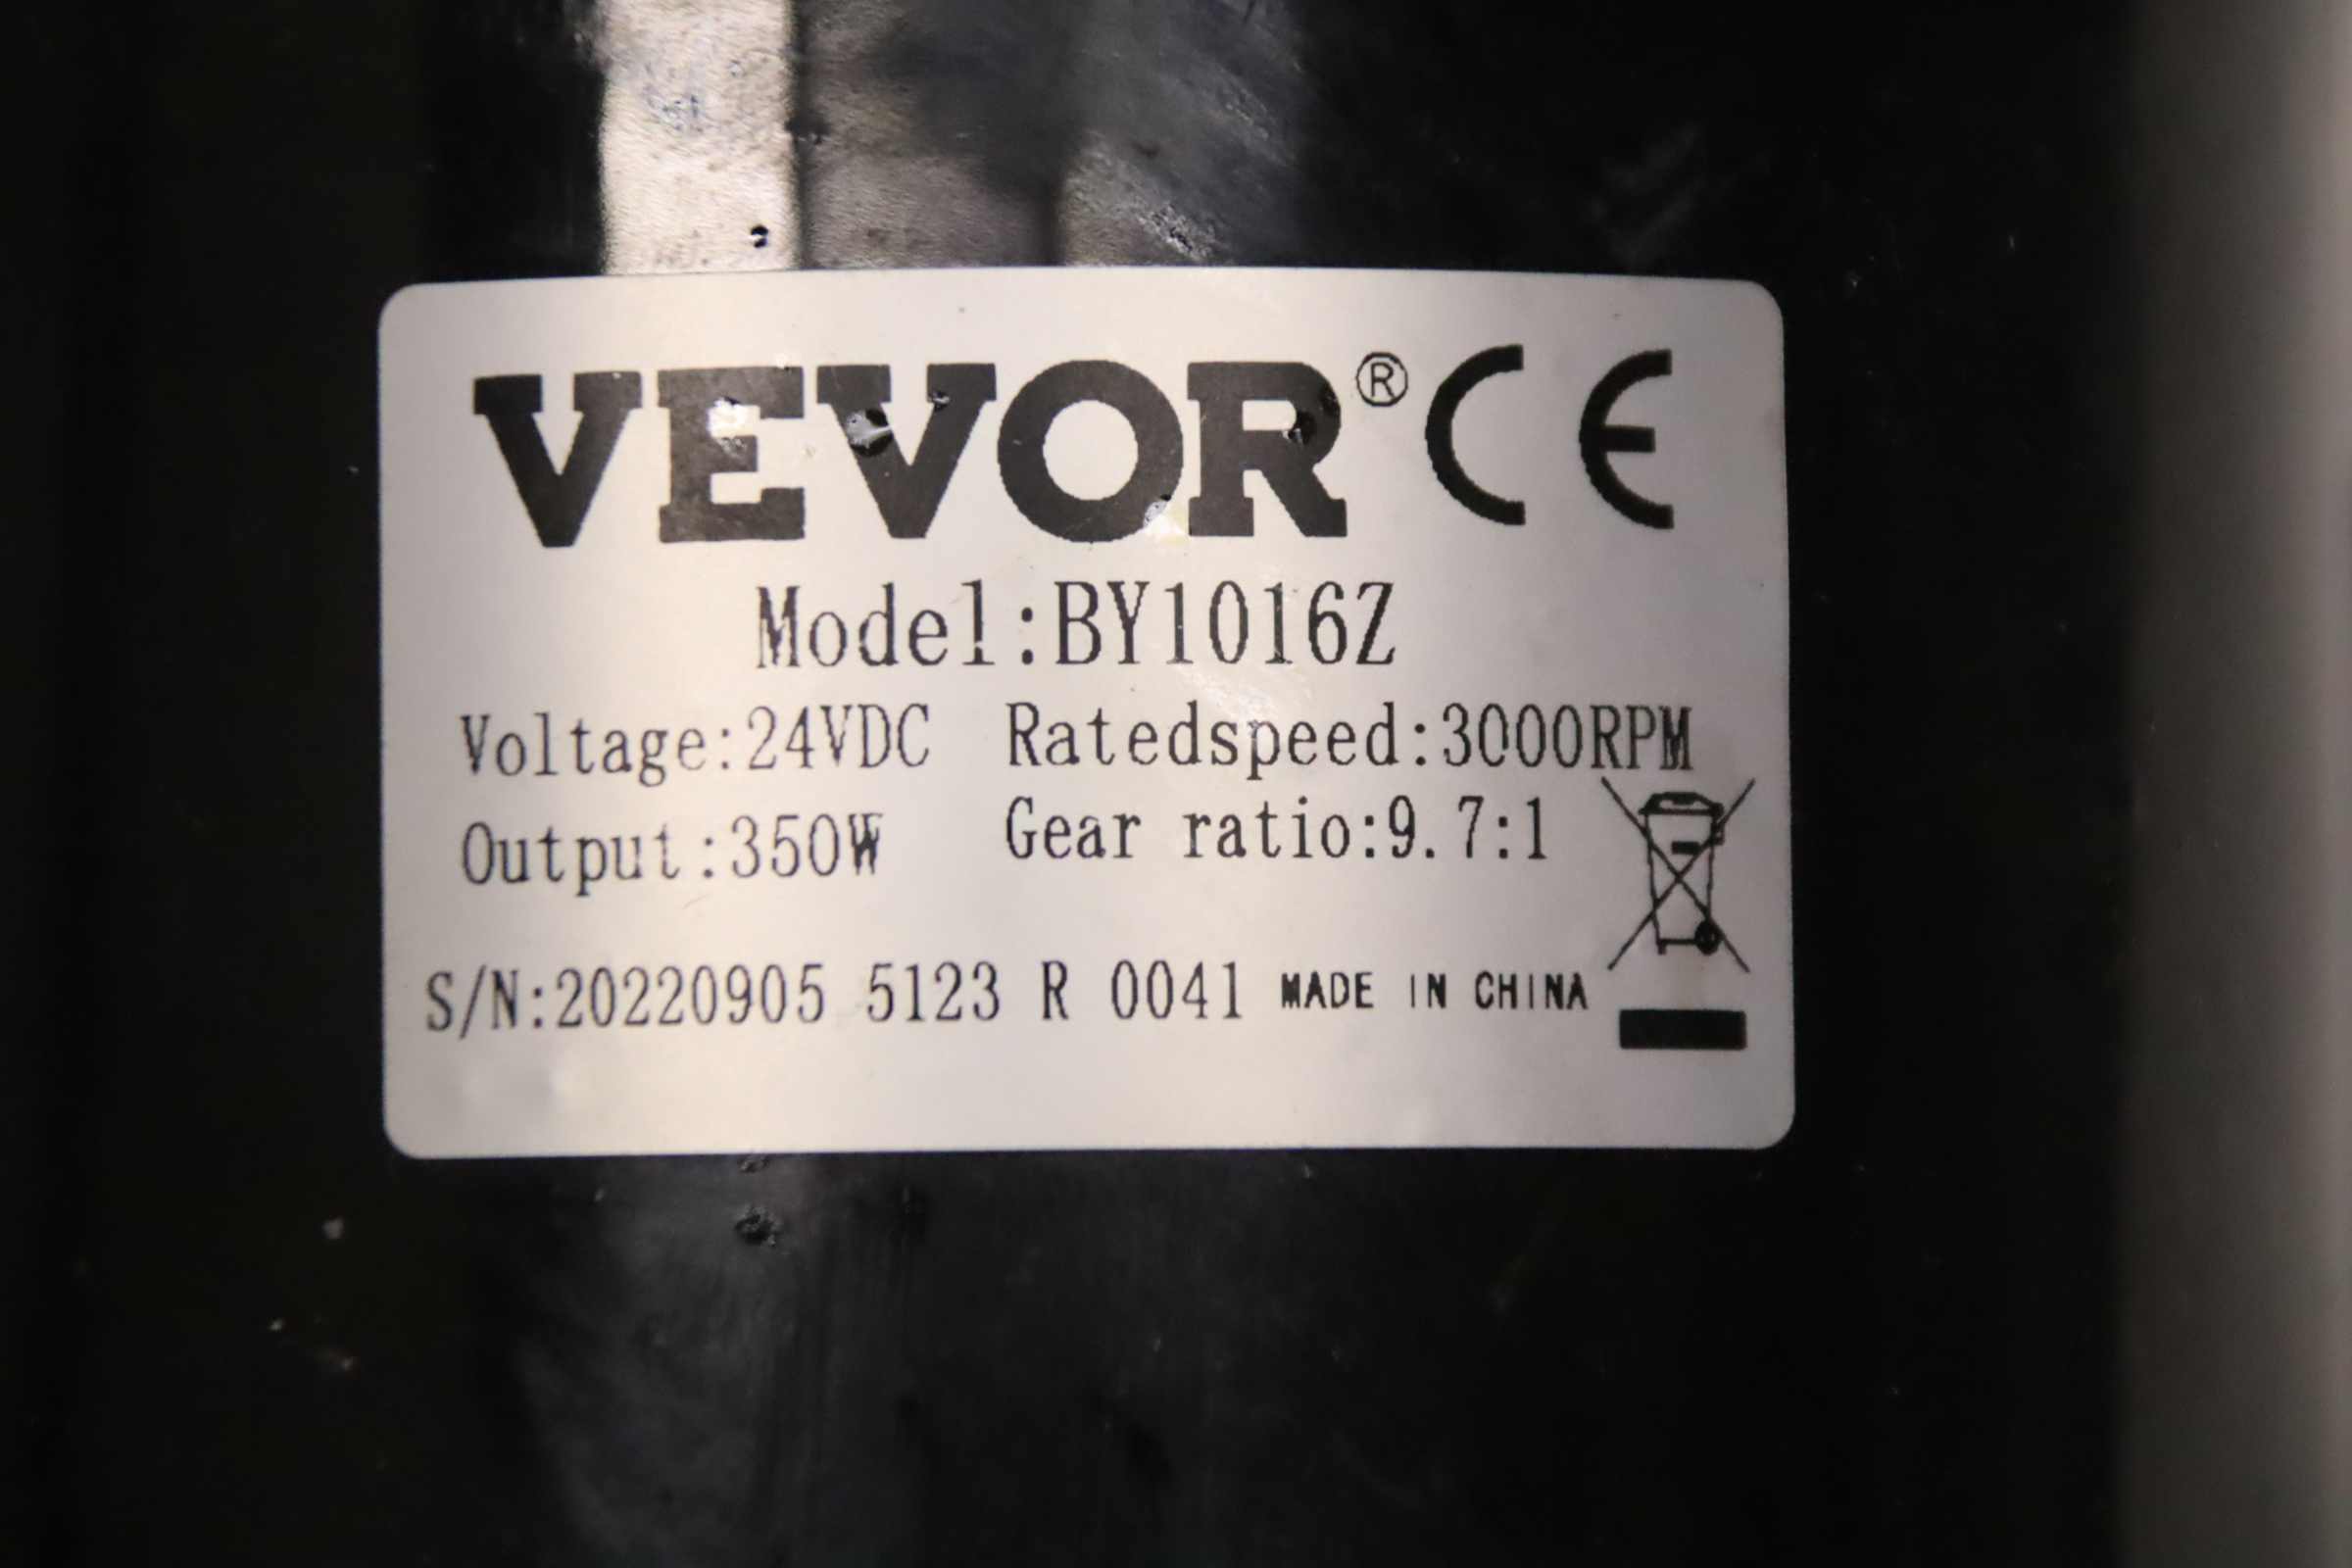 VEVOR® CE
Model:BY1016Z
Voltage:24VDC Ratedspeed:3000RPM
Output:350W Gear ratio:9.7:1
S/N:20220905 5123 R 0041 MADE IN CHINA